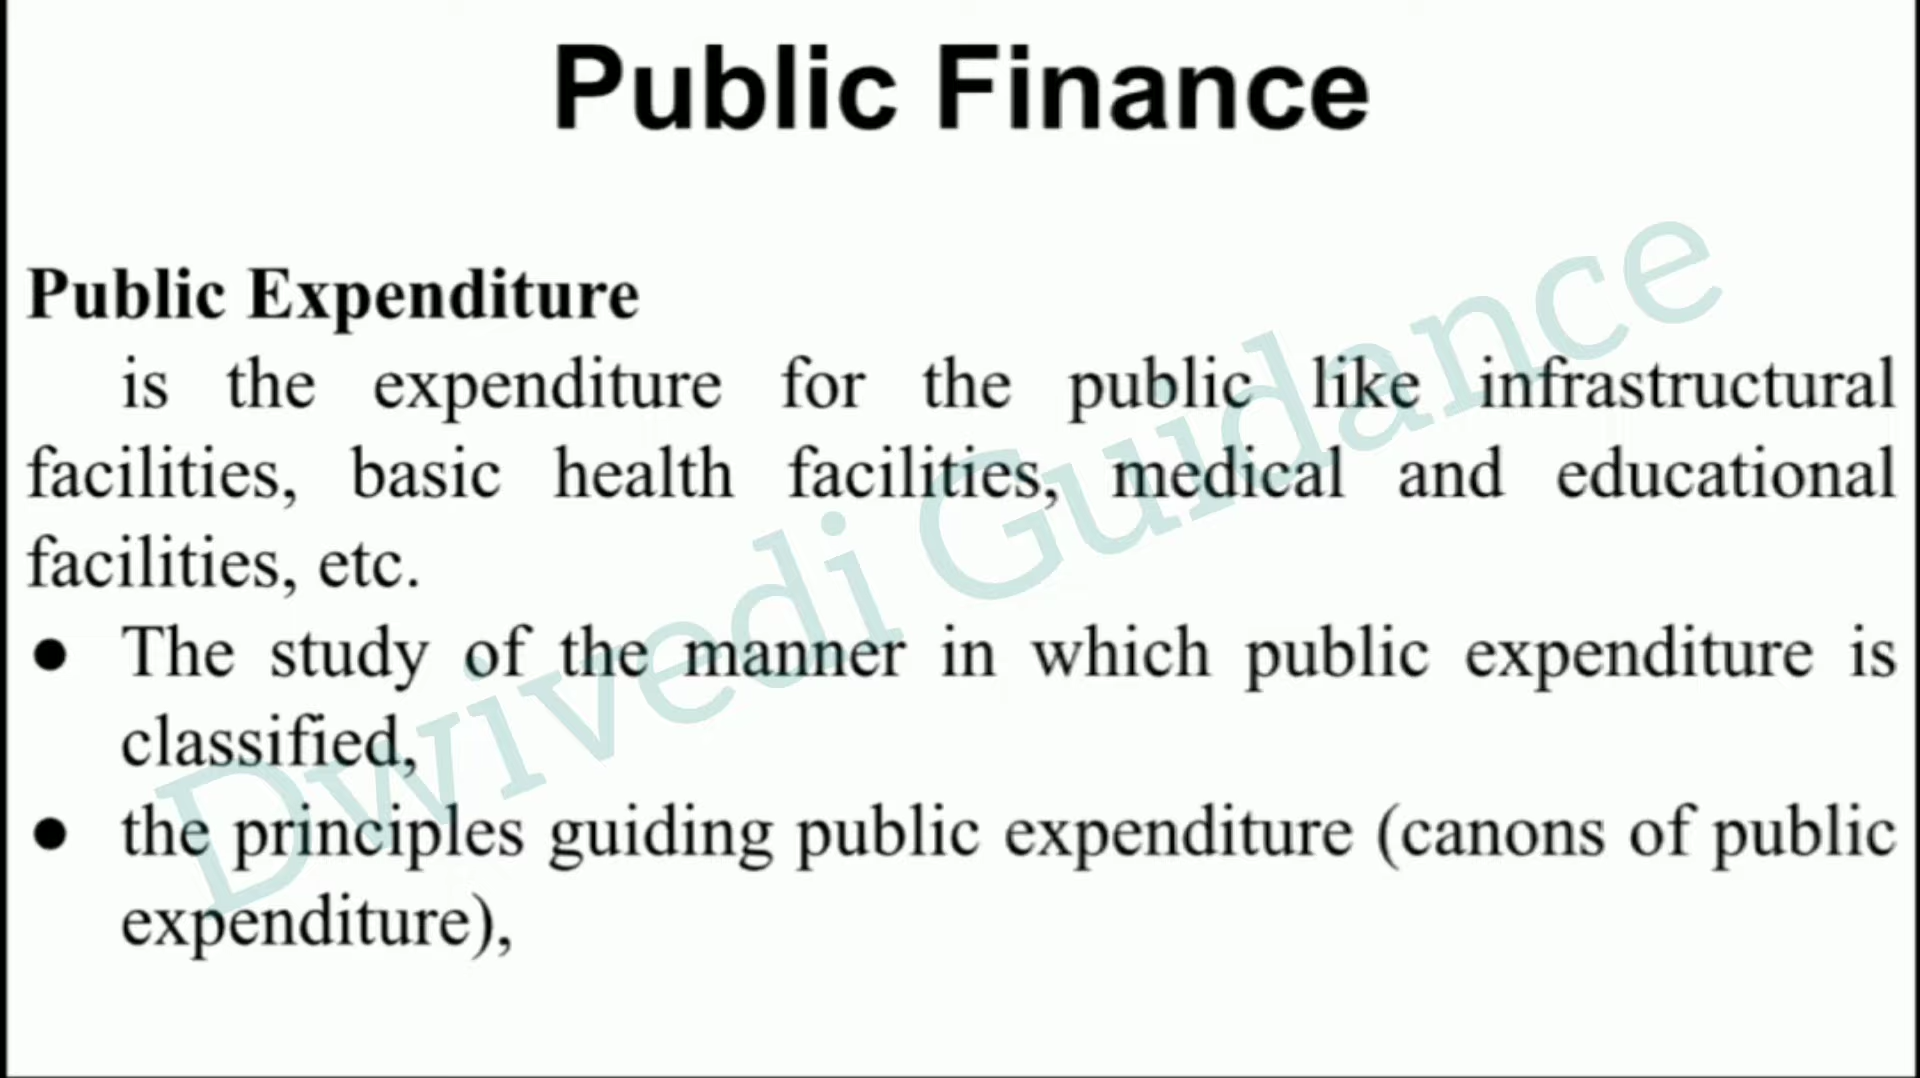 Public Finance
Public Expenditure
is the expenditure for the public like infrastructural
facilities, basic health facilities, medical and educational
facilities, etc.
● The study of the manner in which public expenditure is
classified,
● the principles guiding public expenditure (canons of public
expenditure),
Dwivedi Guidance